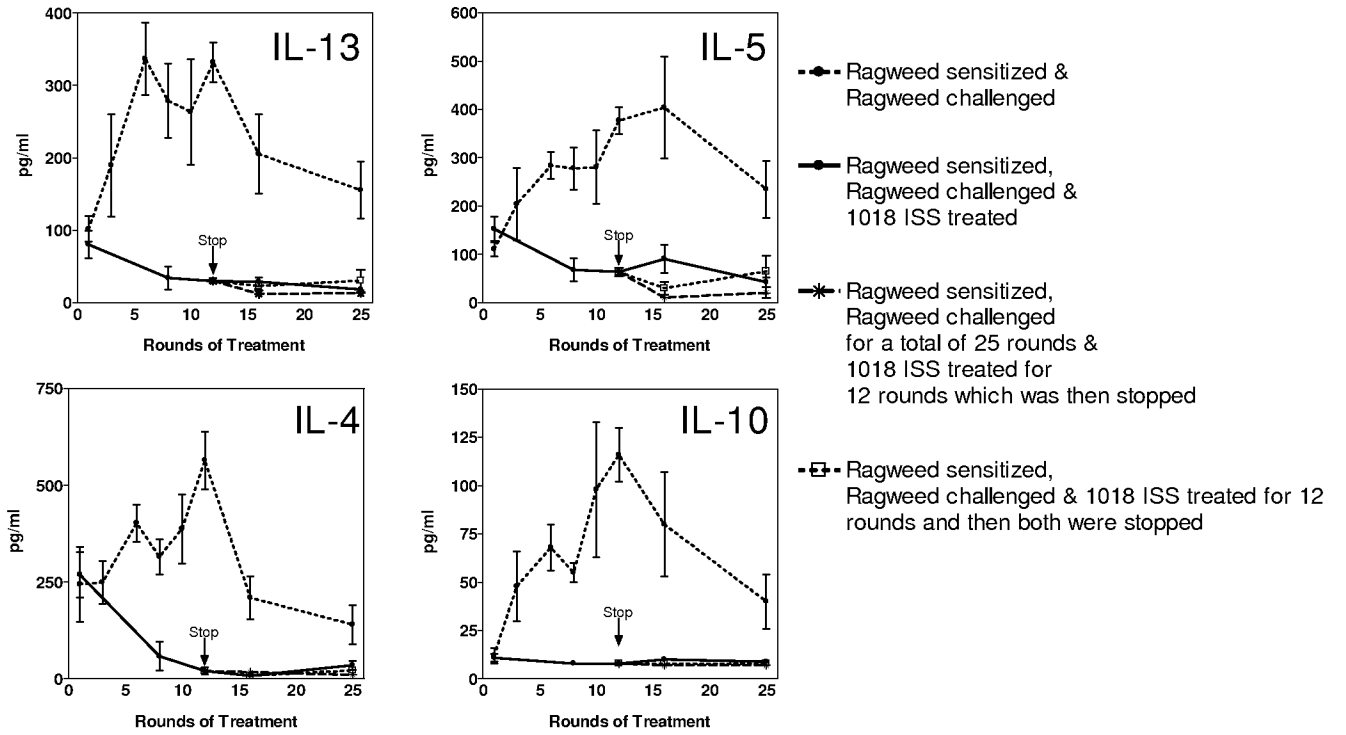 400
300
200
100
0
pg/ml
IL-13
Stop
0 5 10 15 20 25
Rounds of Treatment
600
500
400
300
200
100
0
pg/ml
IL-5
Stop
0 5 10 15 20 25
Rounds of Treatment
750
500
250
0
pg/ml
IL-4
Stop
0 5 10 15 20 25
Rounds of Treatment
150
125
100
75
50
25
0
pg/ml
IL-10
Stop
0 5 10 15 20 25
Rounds of Treatment
Ragweed sensitized &
Ragweed challenged
Ragweed sensitized,
Ragweed challenged &
1018 ISS treated
Ragweed sensitized,
Ragweed challenged
for a total of 25 rounds &
1018 ISS treated for
12 rounds which was then stopped
Ragweed sensitized,
Ragweed challenged & 1018 ISS treated for 12
rounds and then both were stopped